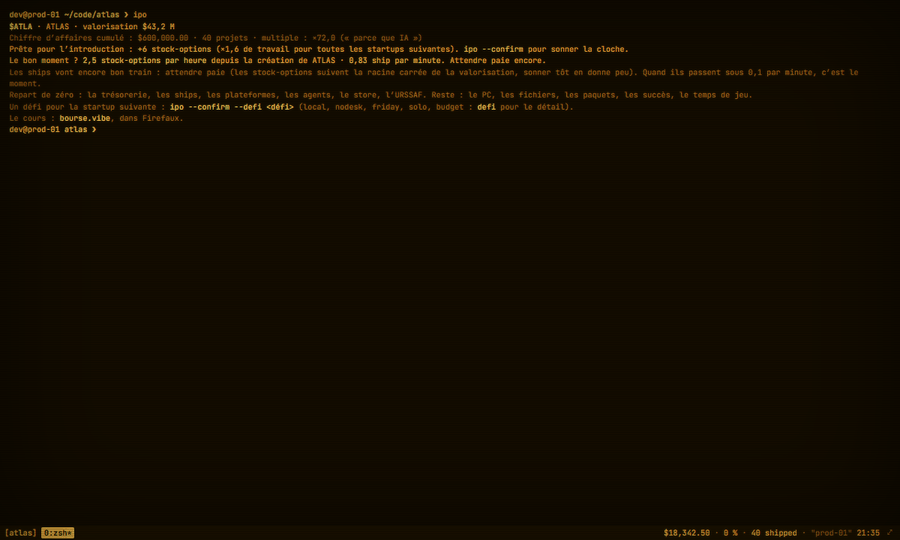 dev@prod-01 ~/code/atlas ❯ ipo
$ATLA · ATLAS · valorisation $43,2 M
Chiffre d'affaires cumulé : $600,000.00 · 40 projets · multiple : ×72,0 (« parce que IA »)
Prête pour l'introduction : +6 stock-options (×1,6 de travail pour toutes les startups suivantes). ipo --confirm pour sonner la cloche.
Le bon moment ? 2,5 stock-options par heure depuis la création de ATLAS · 0,83 ship par minute. Attendre paie encore.
Les ships vont encore bon train : attendre paie (les stock-options suivent la racine carrée de la valorisation, sonner tôt en donne peu). Quand ils passent sous 0,1 par minute, c'est le
moment.
Repart de zéro : la trésorerie, les ships, les plateformes, les agents, le store, l'URSSAF. Reste : le PC, les fichiers, les paquets, les succès, le temps de jeu.
Un défi pour la startup suivante : ipo --confirm --defi <défi> (local, nodesk, friday, solo, budget : defi pour le détail).
Le cours : bourse.vibe, dans Firefaux.
dev@prod-01 atlas ❯
[atlas] 0:zsh* $18,342.50 · 0 % · 40 shipped · "prod-01" 21:35